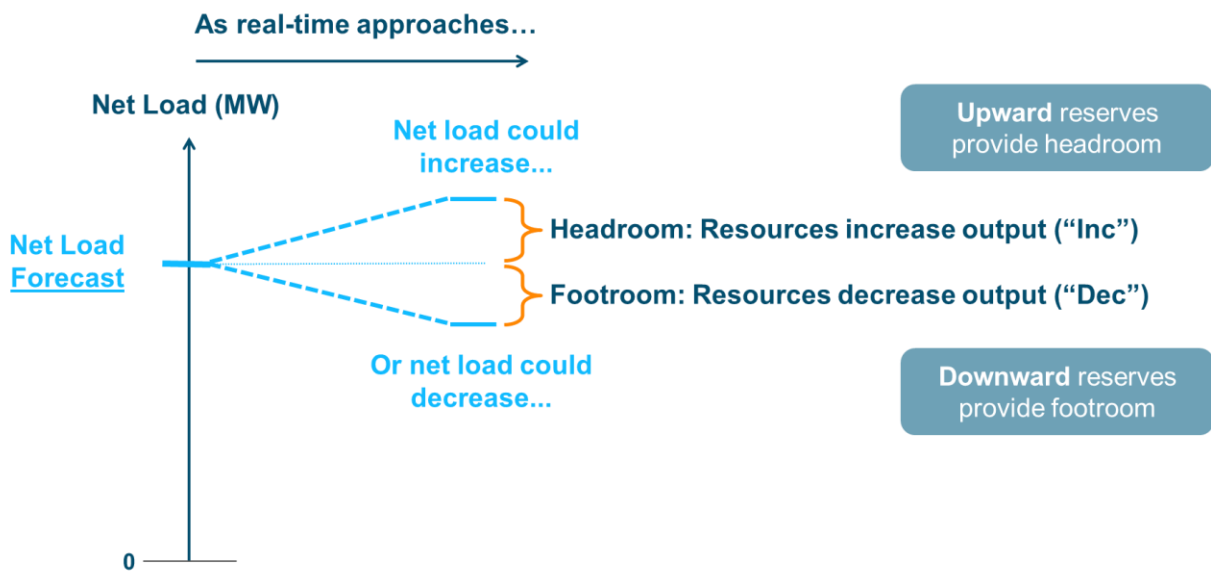 As real-time approaches…
Net Load (MW)
Net load could
increase...
Upward reserves
provide headroom
Headroom: Resources increase output (“Inc”)
Net Load
Forecast
Footroom: Resources decrease output (“Dec”)
Or net load could
decrease...
Downward reserves
provide footroom
0